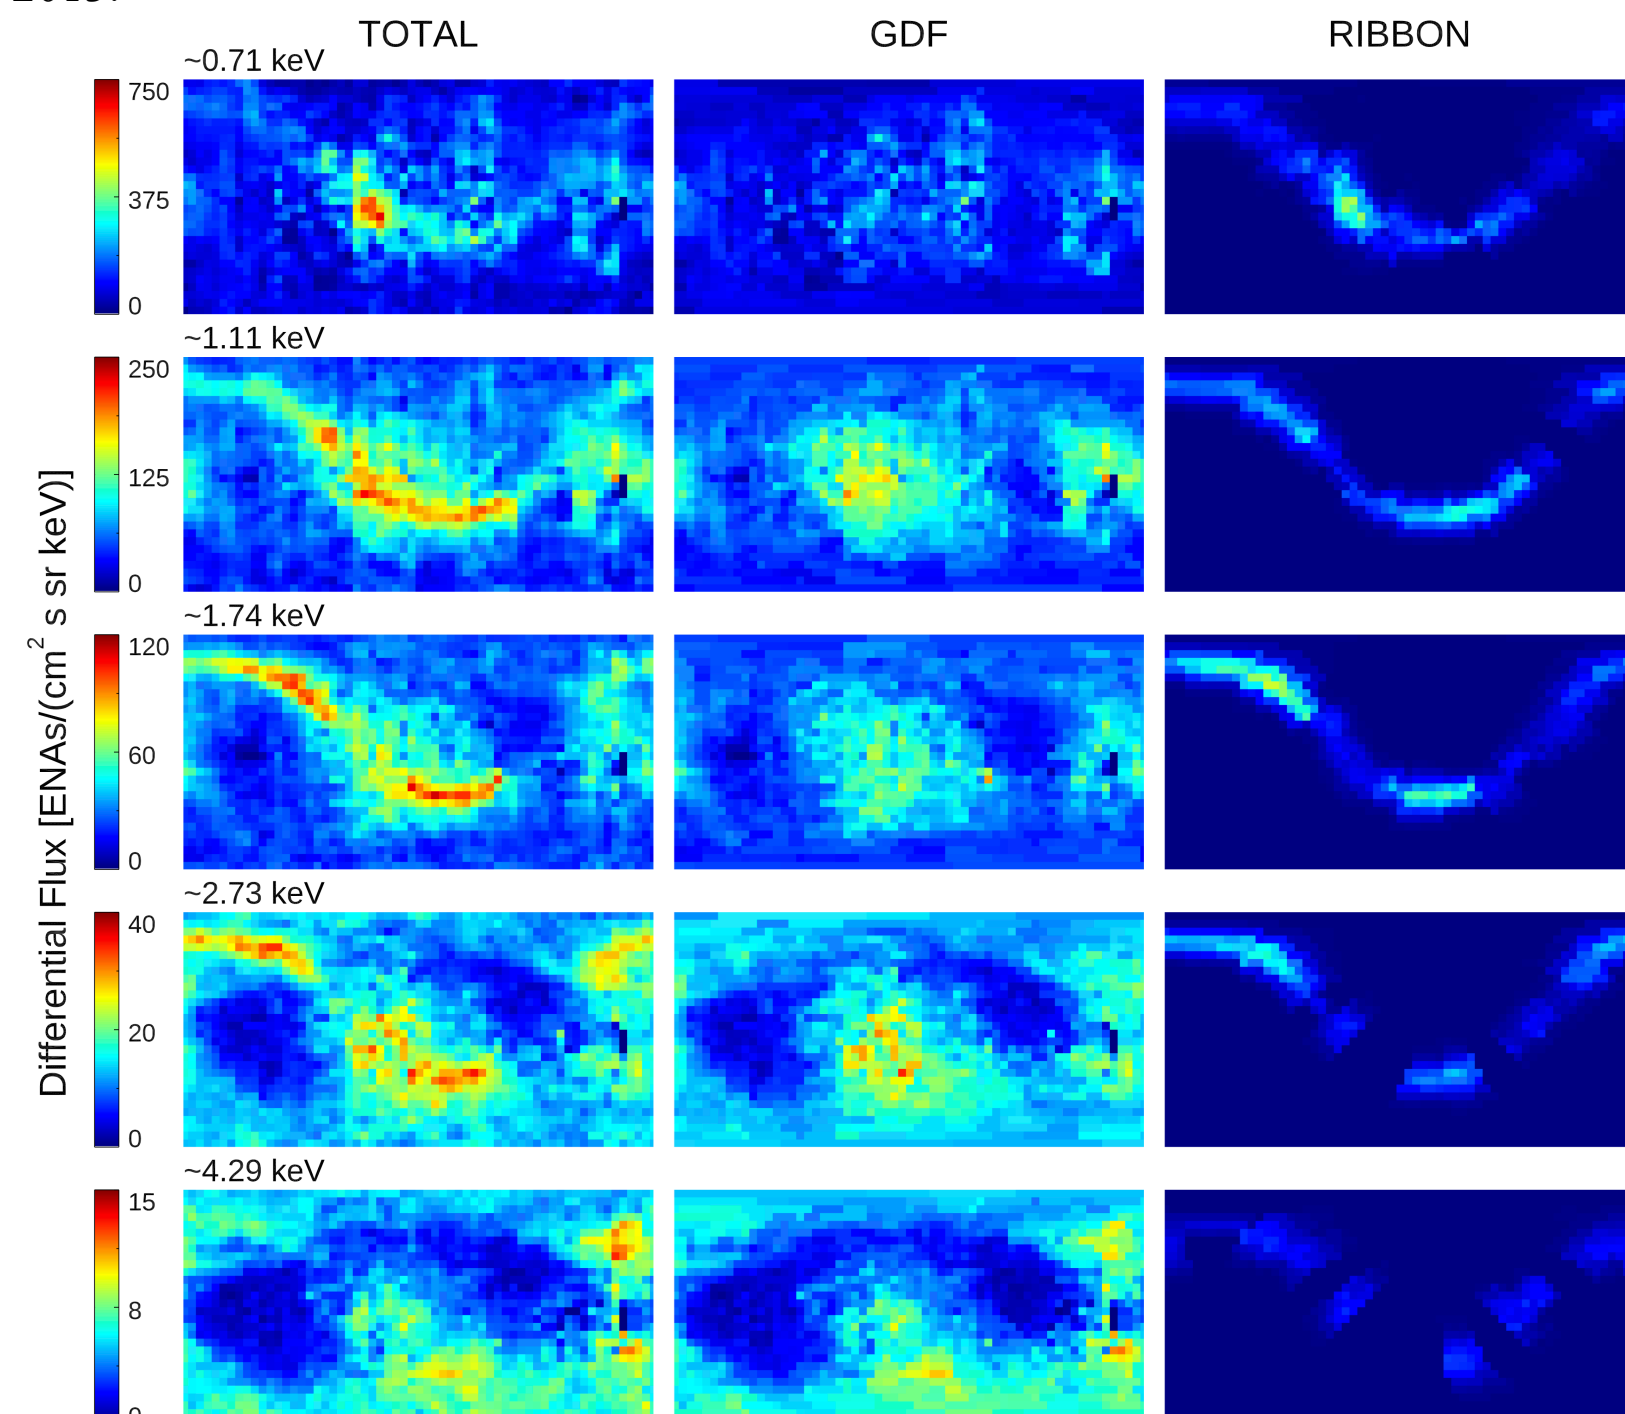 TOTAL GDF RIBBON
~0.71 keV
750
375
0
~1.11 keV
250
125
0
~1.74 keV
120
60
0
~2.73 keV
40
20
0
~4.29 keV
15
8
Differential Flux [ENAs/(cm² s sr keV)]